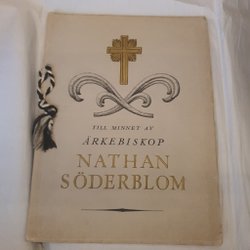 TILL MINNET AV
ÄRKEBISKOP
NATHAN
SÖDERBLOM